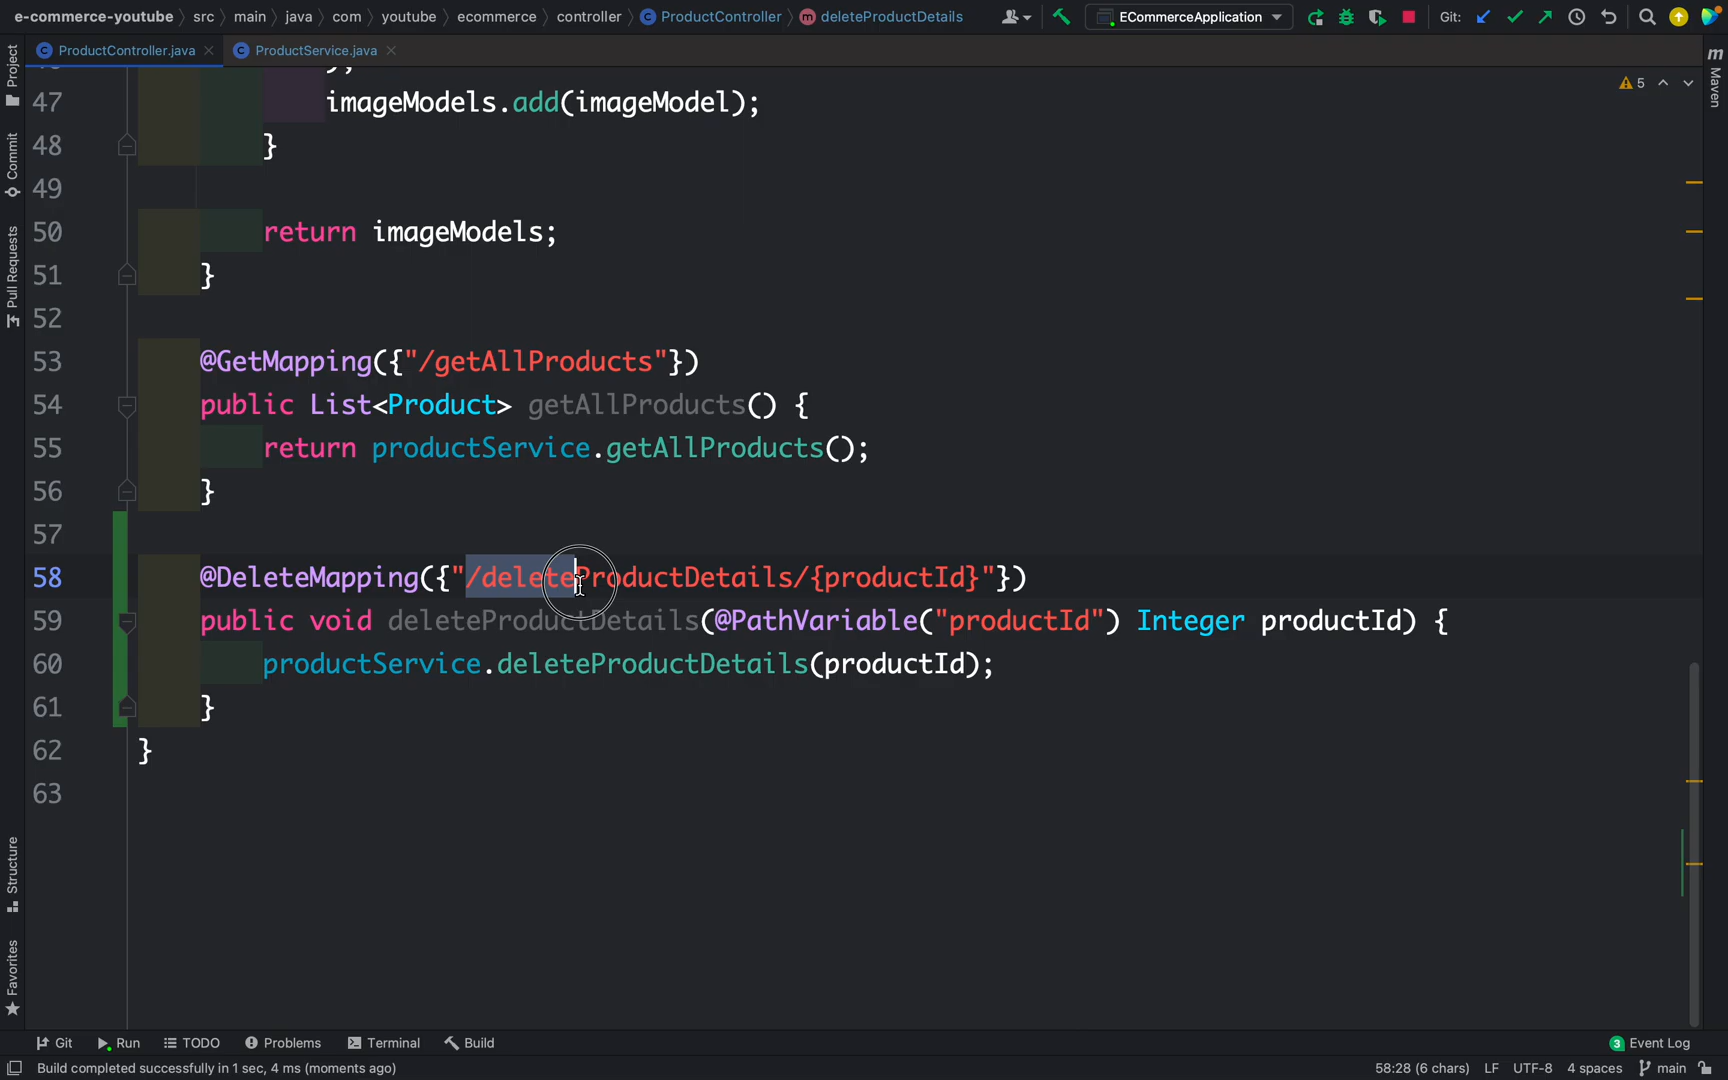 e-commerce-youtube 〉 src 〉 main 〉 java 〉 com 〉 youtube 〉 ecommerce 〉 controller 〉 ProductController 〉 deleteProductDetails
ECommerceApplication
Git:
ProductController.java
ProductService.java
Project
Commit
Pull Requests
Structure
Favorites
m Maven
5
47 imageModels.add(imageModel);
48 }
49
50 return imageModels;
51 }
52
53 @GetMapping({"/getAllProducts"})
54 public List<Product> getAllProducts() {
55 return productService.getAllProducts();
56 }
57
58 @DeleteMapping({"/deleteProductDetails/{productId}"})
59 public void deleteProductDetails(@PathVariable("productId") Integer productId) {
60 productService.deleteProductDetails(productId);
61 }
62 }
63
Git Run TODO Problems Terminal Build 3 Event Log
Build completed successfully in 1 sec, 4 ms (moments ago) 58:28 (6 chars) LF UTF-8 4 spaces main